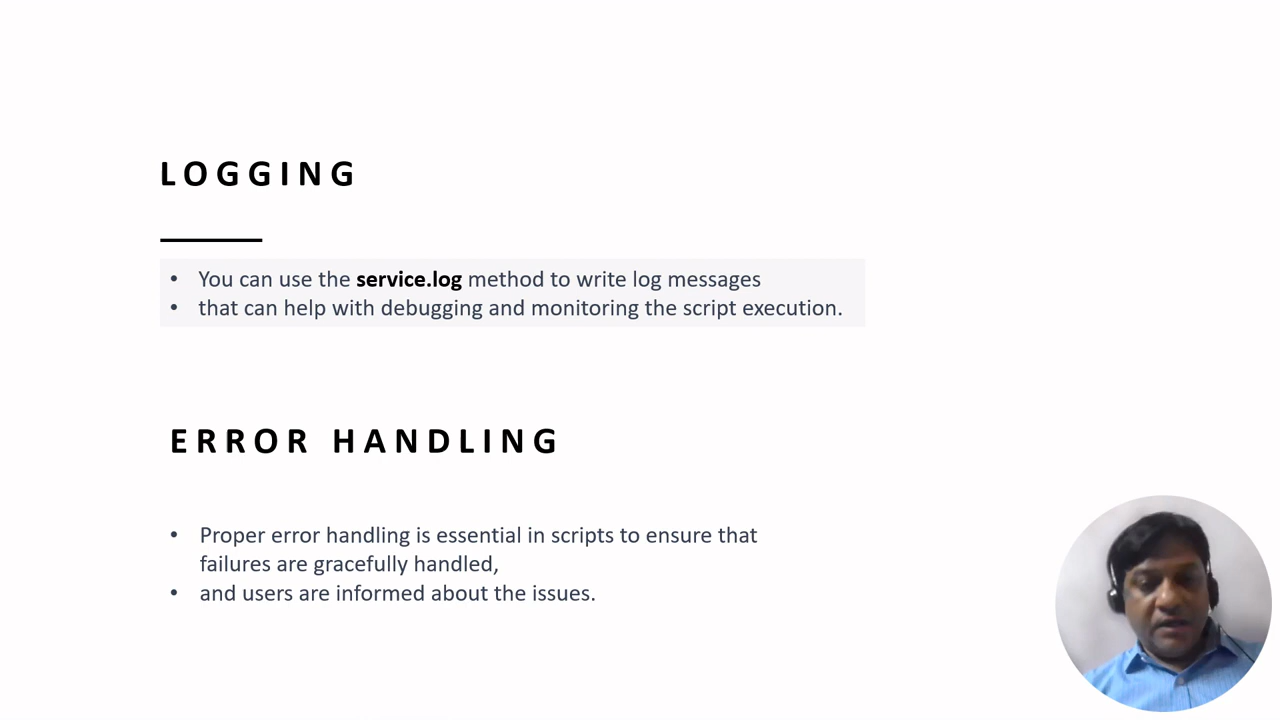 LOGGING
• You can use the service.log method to write log messages
• that can help with debugging and monitoring the script execution.
ERROR HANDLING
• Proper error handling is essential in scripts to ensure that
failures are gracefully handled,
• and users are informed about the issues.